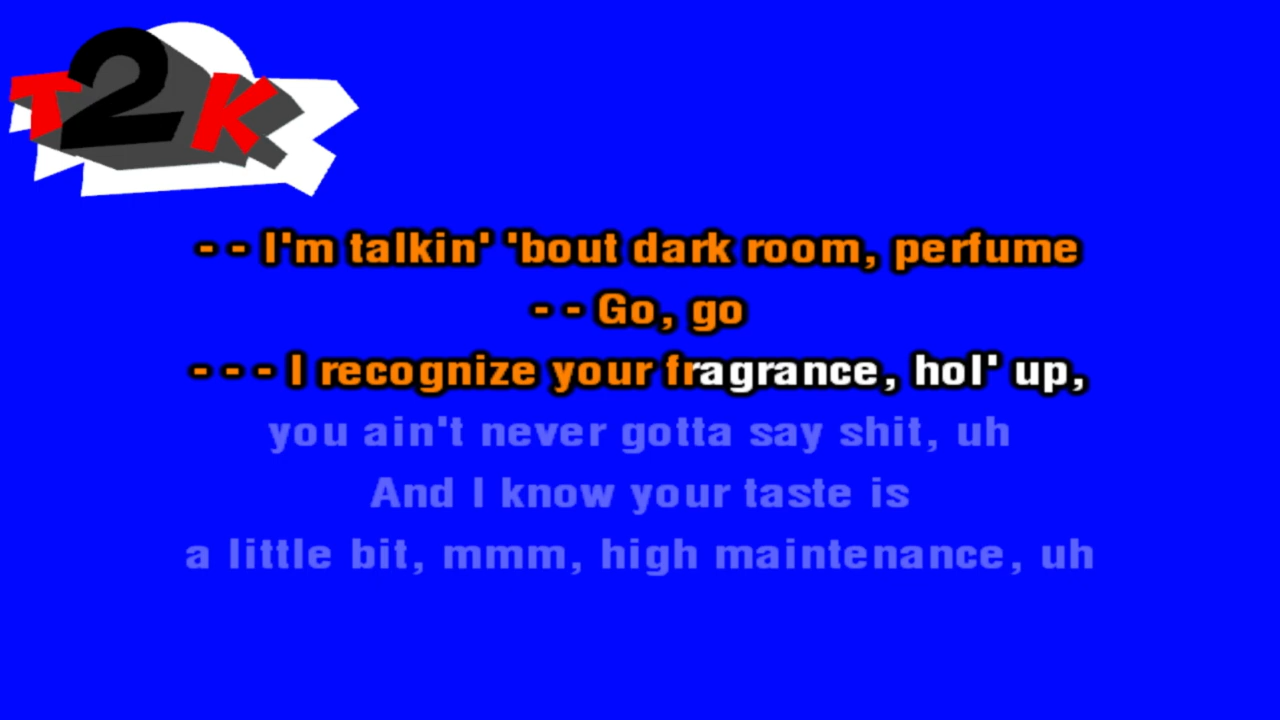 T2K
- - I'm talkin' 'bout dark room, perfume
- - Go, go
- - - I recognize your fragrance, hol' up,
you ain't never gotta say shit, uh
And I know your taste is
a little bit, mmm, high maintenance, uh